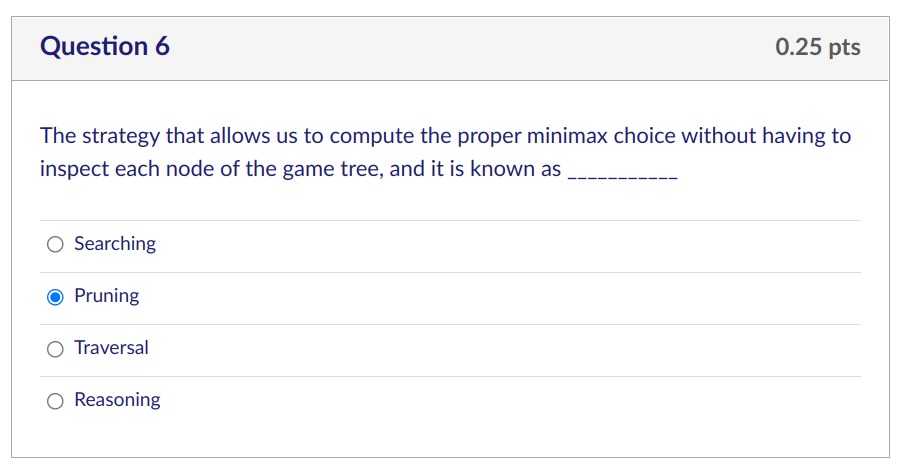 Question 6
0.25 pts
The strategy that allows us to compute the proper minimax choice without having to
inspect each node of the game tree, and it is known as ___________
Searching
Pruning
Traversal
Reasoning